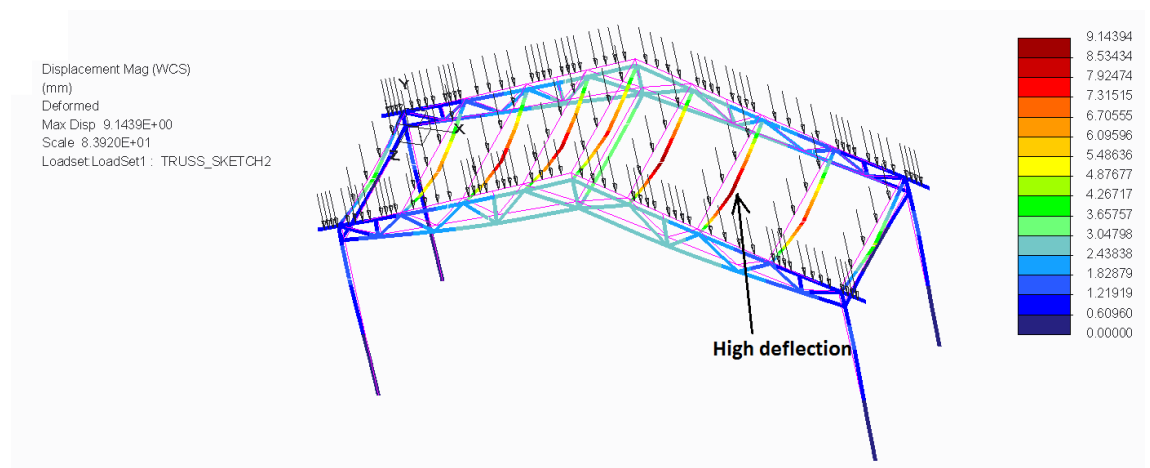 Displacement Mag (WCS)
(mm)
Deformed
Max Disp 9.1439E+00
Scale 8.3920E+01
Loadset:LoadSet1 : TRUSS_SKETCH2
Y
X
Z
High deflection
9.14394
8.53434
7.92474
7.31515
6.70555
6.09596
5.48636
4.87677
4.26717
3.65757
3.04798
2.43838
1.82879
1.21919
0.60960
0.00000